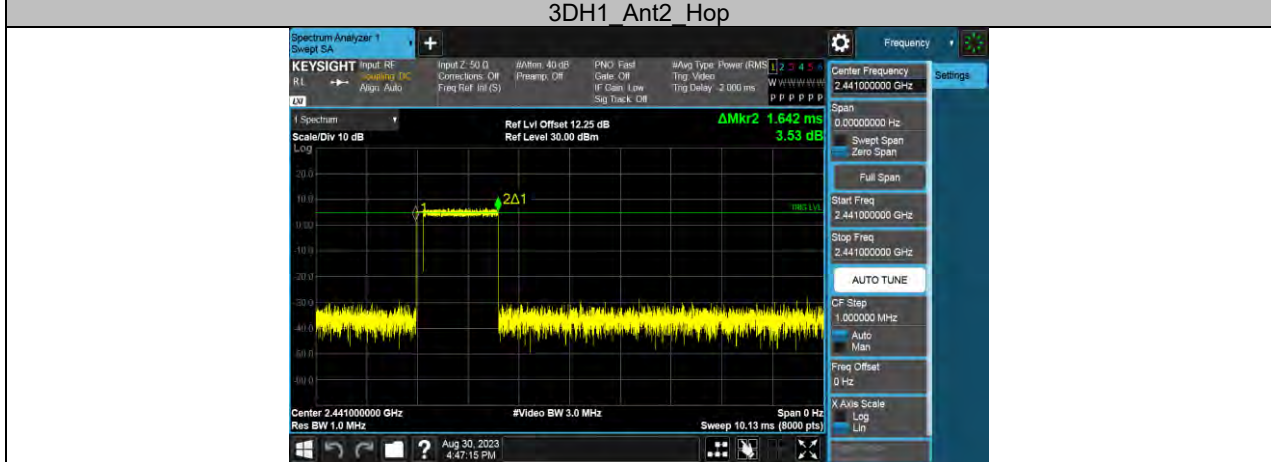 3DH1_Ant2_Hop
Spectrum Analyzer 1
Swept SA
Frequency
KEYSIGHT Input: RF
RL
Coupling: DC
Align: Auto
Input Z: 50 Ω
Corrections: Off
Freq Ref: Int (S)
#Atten: 40 dB
Preamp: Off
PNO: Fast
Gate: Off
IF Gain: Low
Sig Track: Off
#Avg Type: Power (RMS
Trig: Video
Trig Delay: -2.000 ms
1 2 3 4 5 6
W W W W W W
P P P P P P
LXI
1 Spectrum
Scale/Div 10 dB
Log
Ref Lvl Offset 12.25 dB
Ref Level 30.00 dBm
ΔMkr2 1.642 ms
3.53 dB
20.0
10.0
0.00
-10.0
-20.0
-30.0
-40.0
-50.0
-60.0
1
2Δ1
TRIG LVL
Center 2.441000000 GHz
Res BW 1.0 MHz
#Video BW 3.0 MHz
Span 0 Hz
Sweep 10.13 ms (8000 pts)
Center Frequency
2.441000000 GHz
Settings
Span
0.00000000 Hz
Swept Span
Zero Span
Full Span
Start Freq
2.441000000 GHz
Stop Freq
2.441000000 GHz
AUTO TUNE
CF Step
1.000000 MHz
Auto
Man
Freq Offset
0 Hz
X Axis Scale
Log
Lin
?
Aug 30, 2023
4:47:15 PM